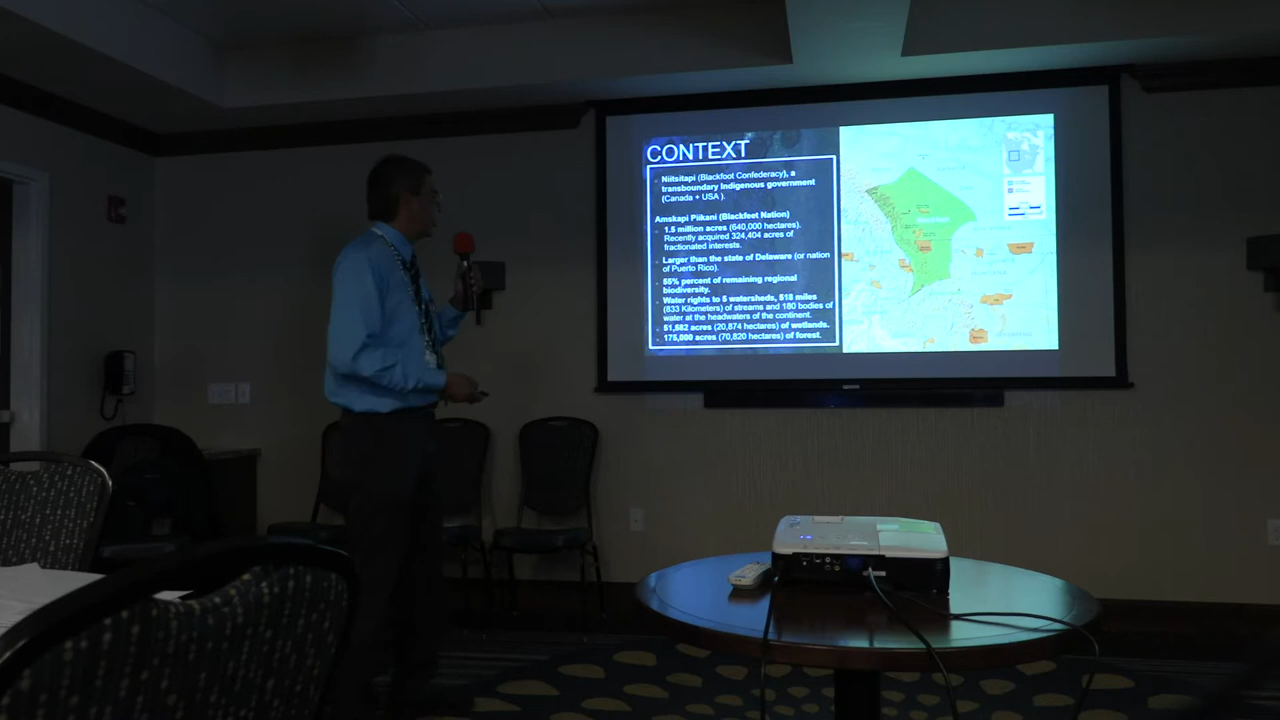 CONTEXT
Niitsitapi (Blackfoot Confederacy), a
transboundary Indigenous government
(Canada + USA ).
Amskapi Piikani (Blackfeet Nation)
1.5 million acres (640,000 hectares).
Recently acquired 324,404 acres of
fractionated interests.
Larger than the state of Delaware (or nation
of Puerto Rico).
55% percent of remaining regional
biodiversity.
Water rights to 5 watersheds, 518 miles
(833 Kilometers) of streams and 180 bodies of
water at the headwaters of the continent.
51,582 acres (20,874 hectares) of wetlands.
175,000 acres (70,820 hectares) of forest.